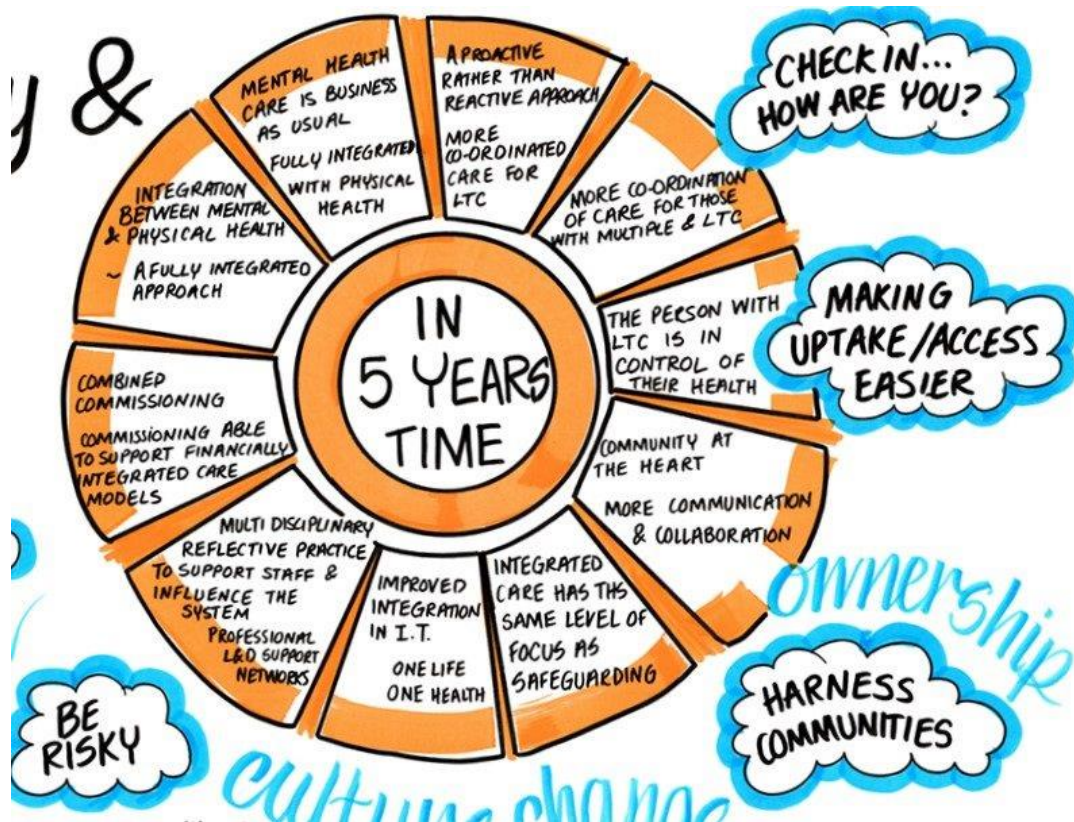 &
MENTAL HEALTH
CARE IS BUSINESS
AS USUAL
FULLY INTEGRATED
WITH PHYSICAL
HEALTH
A PROACTIVE
RATHER THAN
REACTIVE APPROACH
MORE
CO-ORDINATED
CARE FOR
LTC
MORE CO-ORDINATION
OF CARE FOR THOSE
WITH MULTIPLE & LTC
THE PERSON WITH
LTC IS IN
CONTROL OF
THEIR HEALTH
COMMUNITY AT
THE HEART
MORE COMMUNICATION
& COLLABORATION
INTEGRATED
CARE HAS THS
SAME LEVEL OF
FOCUS AS
SAFEGUARDING
IMPROVED
INTEGRATION
IN I.T.
ONE LIFE
ONE HEALTH
MULTI DISCIPLINARY
REFLECTIVE PRACTICE
TO SUPPORT STAFF &
INFLUENCE THE
SYSTEM
PROFESSIONAL
L&D SUPPORT
NETWORKS
COMBINED
COMMISSIONING
COMMISSIONING ABLE
TO SUPPORT FINANCIALLY
INTEGRATED CARE
MODELS
INTEGRATION
BETWEEN MENTAL
& PHYSICAL HEALTH
~ A FULLY INTEGRATED
APPROACH
IN
5 YEARS
TIME
CHECK IN...
HOW ARE YOU?
MAKING
UPTAKE/ACCESS
EASIER
ownership
HARNESS
COMMUNITIES
BE
RISKY
culture change